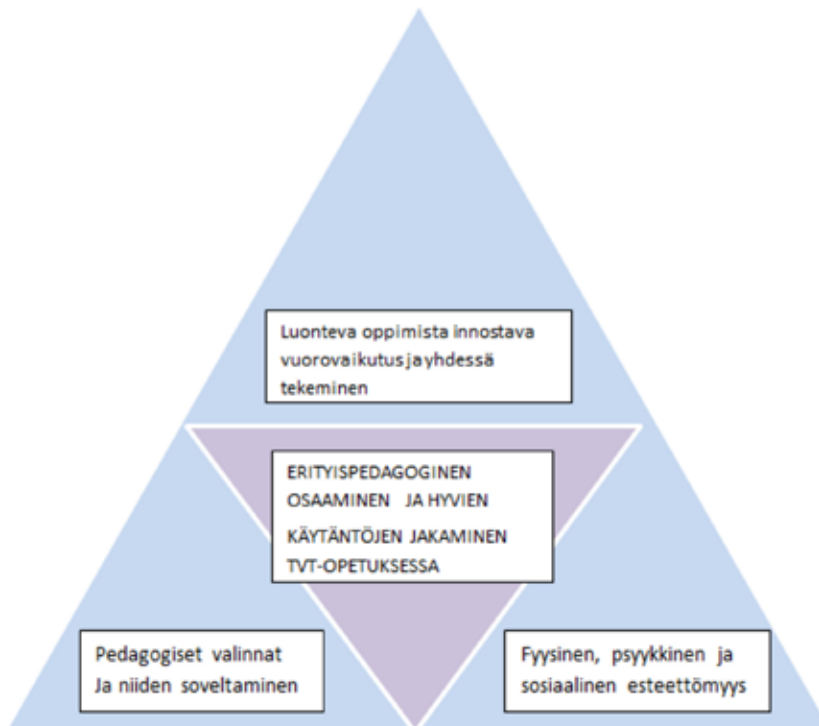 Luonteva oppimista innostava
vuorovaikutus ja yhdessä
tekeminen
ERITYISPEDAGOGINEN
OSAAMINEN JA HYVIEN
KÄYTÄNTÖJEN JAKAMINEN
TVT-OPETUKSESSA
Pedagogiset valinnat
Ja niiden soveltaminen
Fyysinen, psyykkinen ja
sosiaalinen esteettömyys